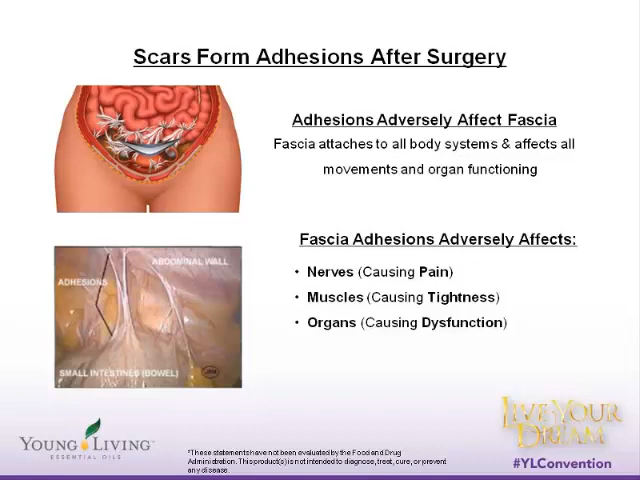 Scars Form Adhesions After Surgery
Adhesions Adversely Affect Fascia
Fascia attaches to all body systems & affects all
movements and organ functioning
Fascia Adhesions Adversely Affects:
• Nerves (Causing Pain)
• Muscles (Causing Tightness)
• Organs (Causing Dysfunction)
ABDOMINAL WALL
ADHESIONS
SMALL INTESTINES (BOWEL)
YOUNG LIVING
ESSENTIAL OILS
*These statements have not been evaluated by the Food and Drug
Administration. This product(s) is not intended to diagnose, treat, cure, or prevent
any disease.
LIVE YOUR
DREAM
#YLConvention